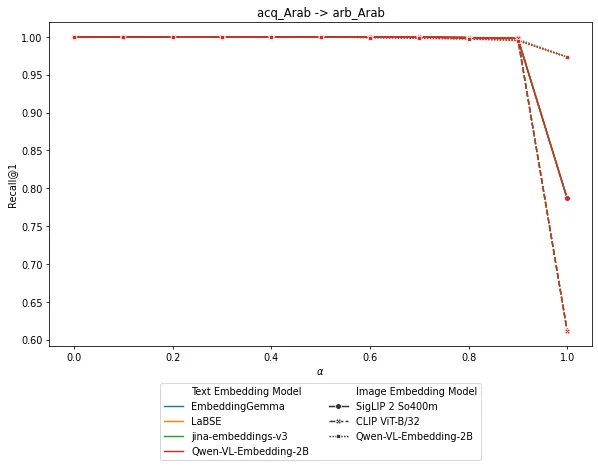 acq_Arab -> arb_Arab
Recall@1
1.00
0.95
0.90
0.85
0.80
0.75
0.70
0.65
0.60
0.0 0.2 0.4 0.6 0.8 1.0
α
Text Embedding Model
EmbeddingGemma
LaBSE
jina-embeddings-v3
Qwen-VL-Embedding-2B
Image Embedding Model
SigLIP 2 So400m
CLIP ViT-B/32
Qwen-VL-Embedding-2B